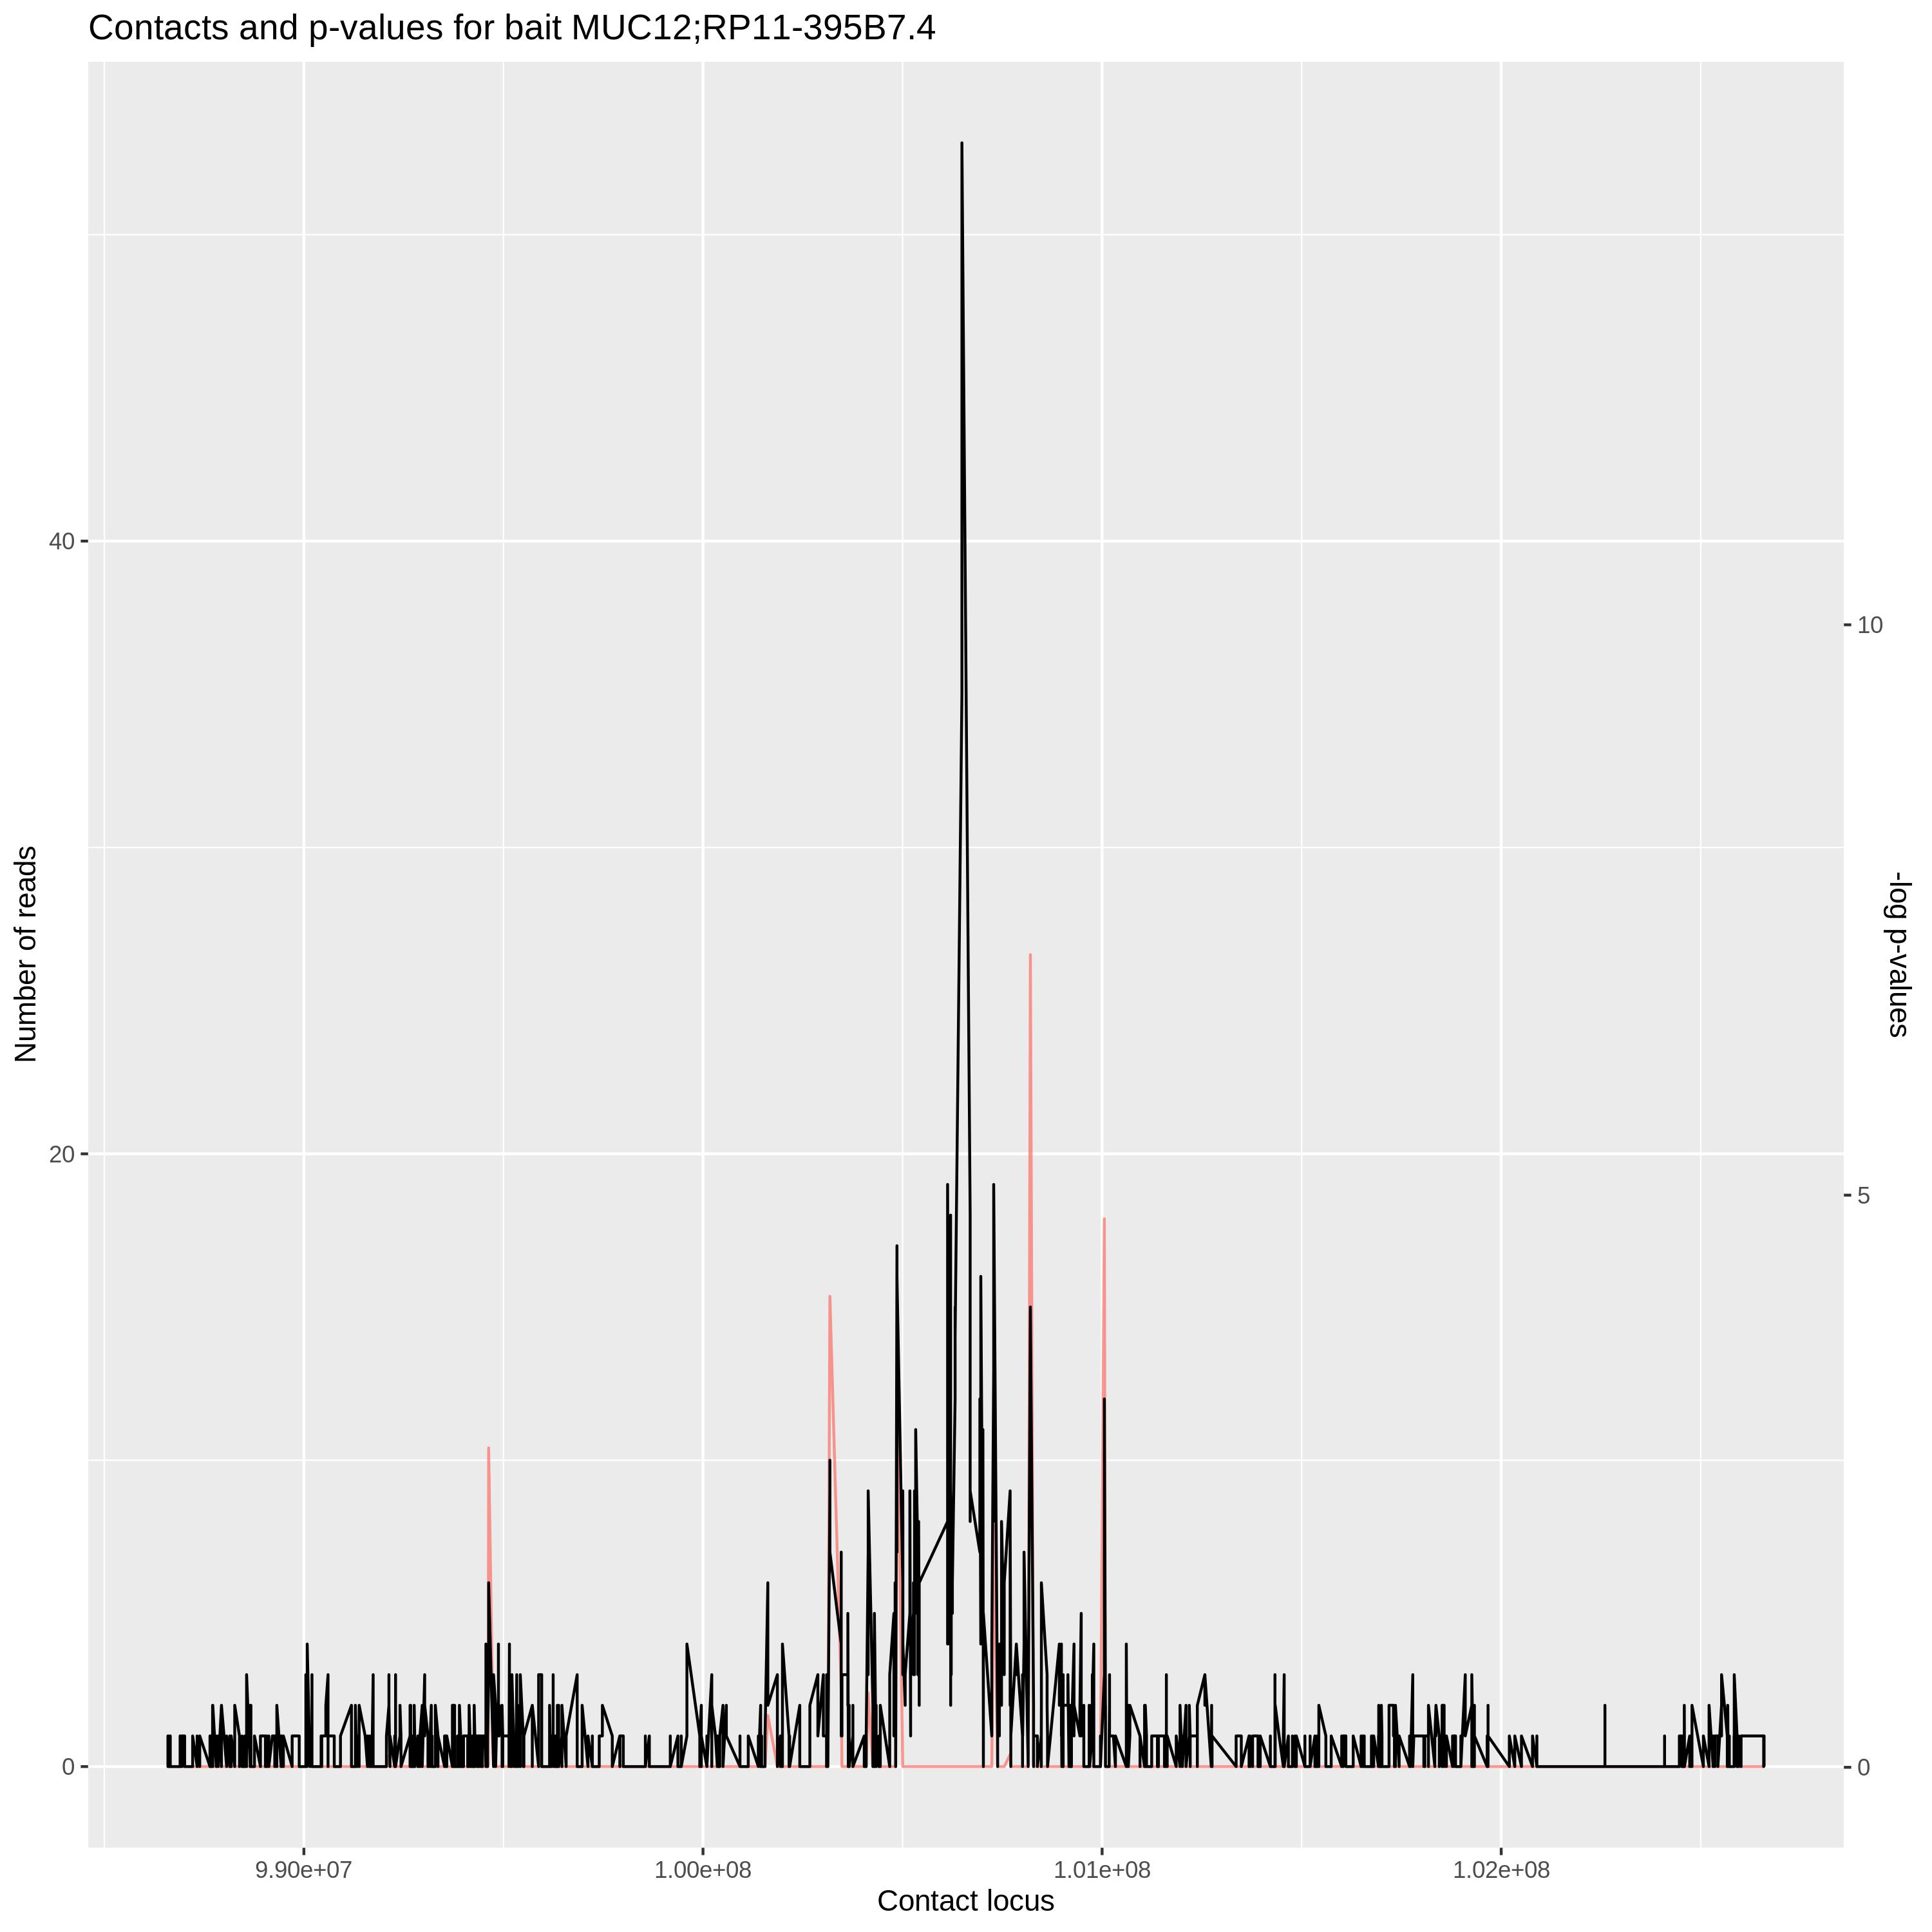 Contacts and p-values for bait MUC12;RP11-395B7.4
Number of reads
40
20
0
10
5
0
-log p-values
9.90e+07
1.00e+08
1.01e+08
1.02e+08
Contact locus